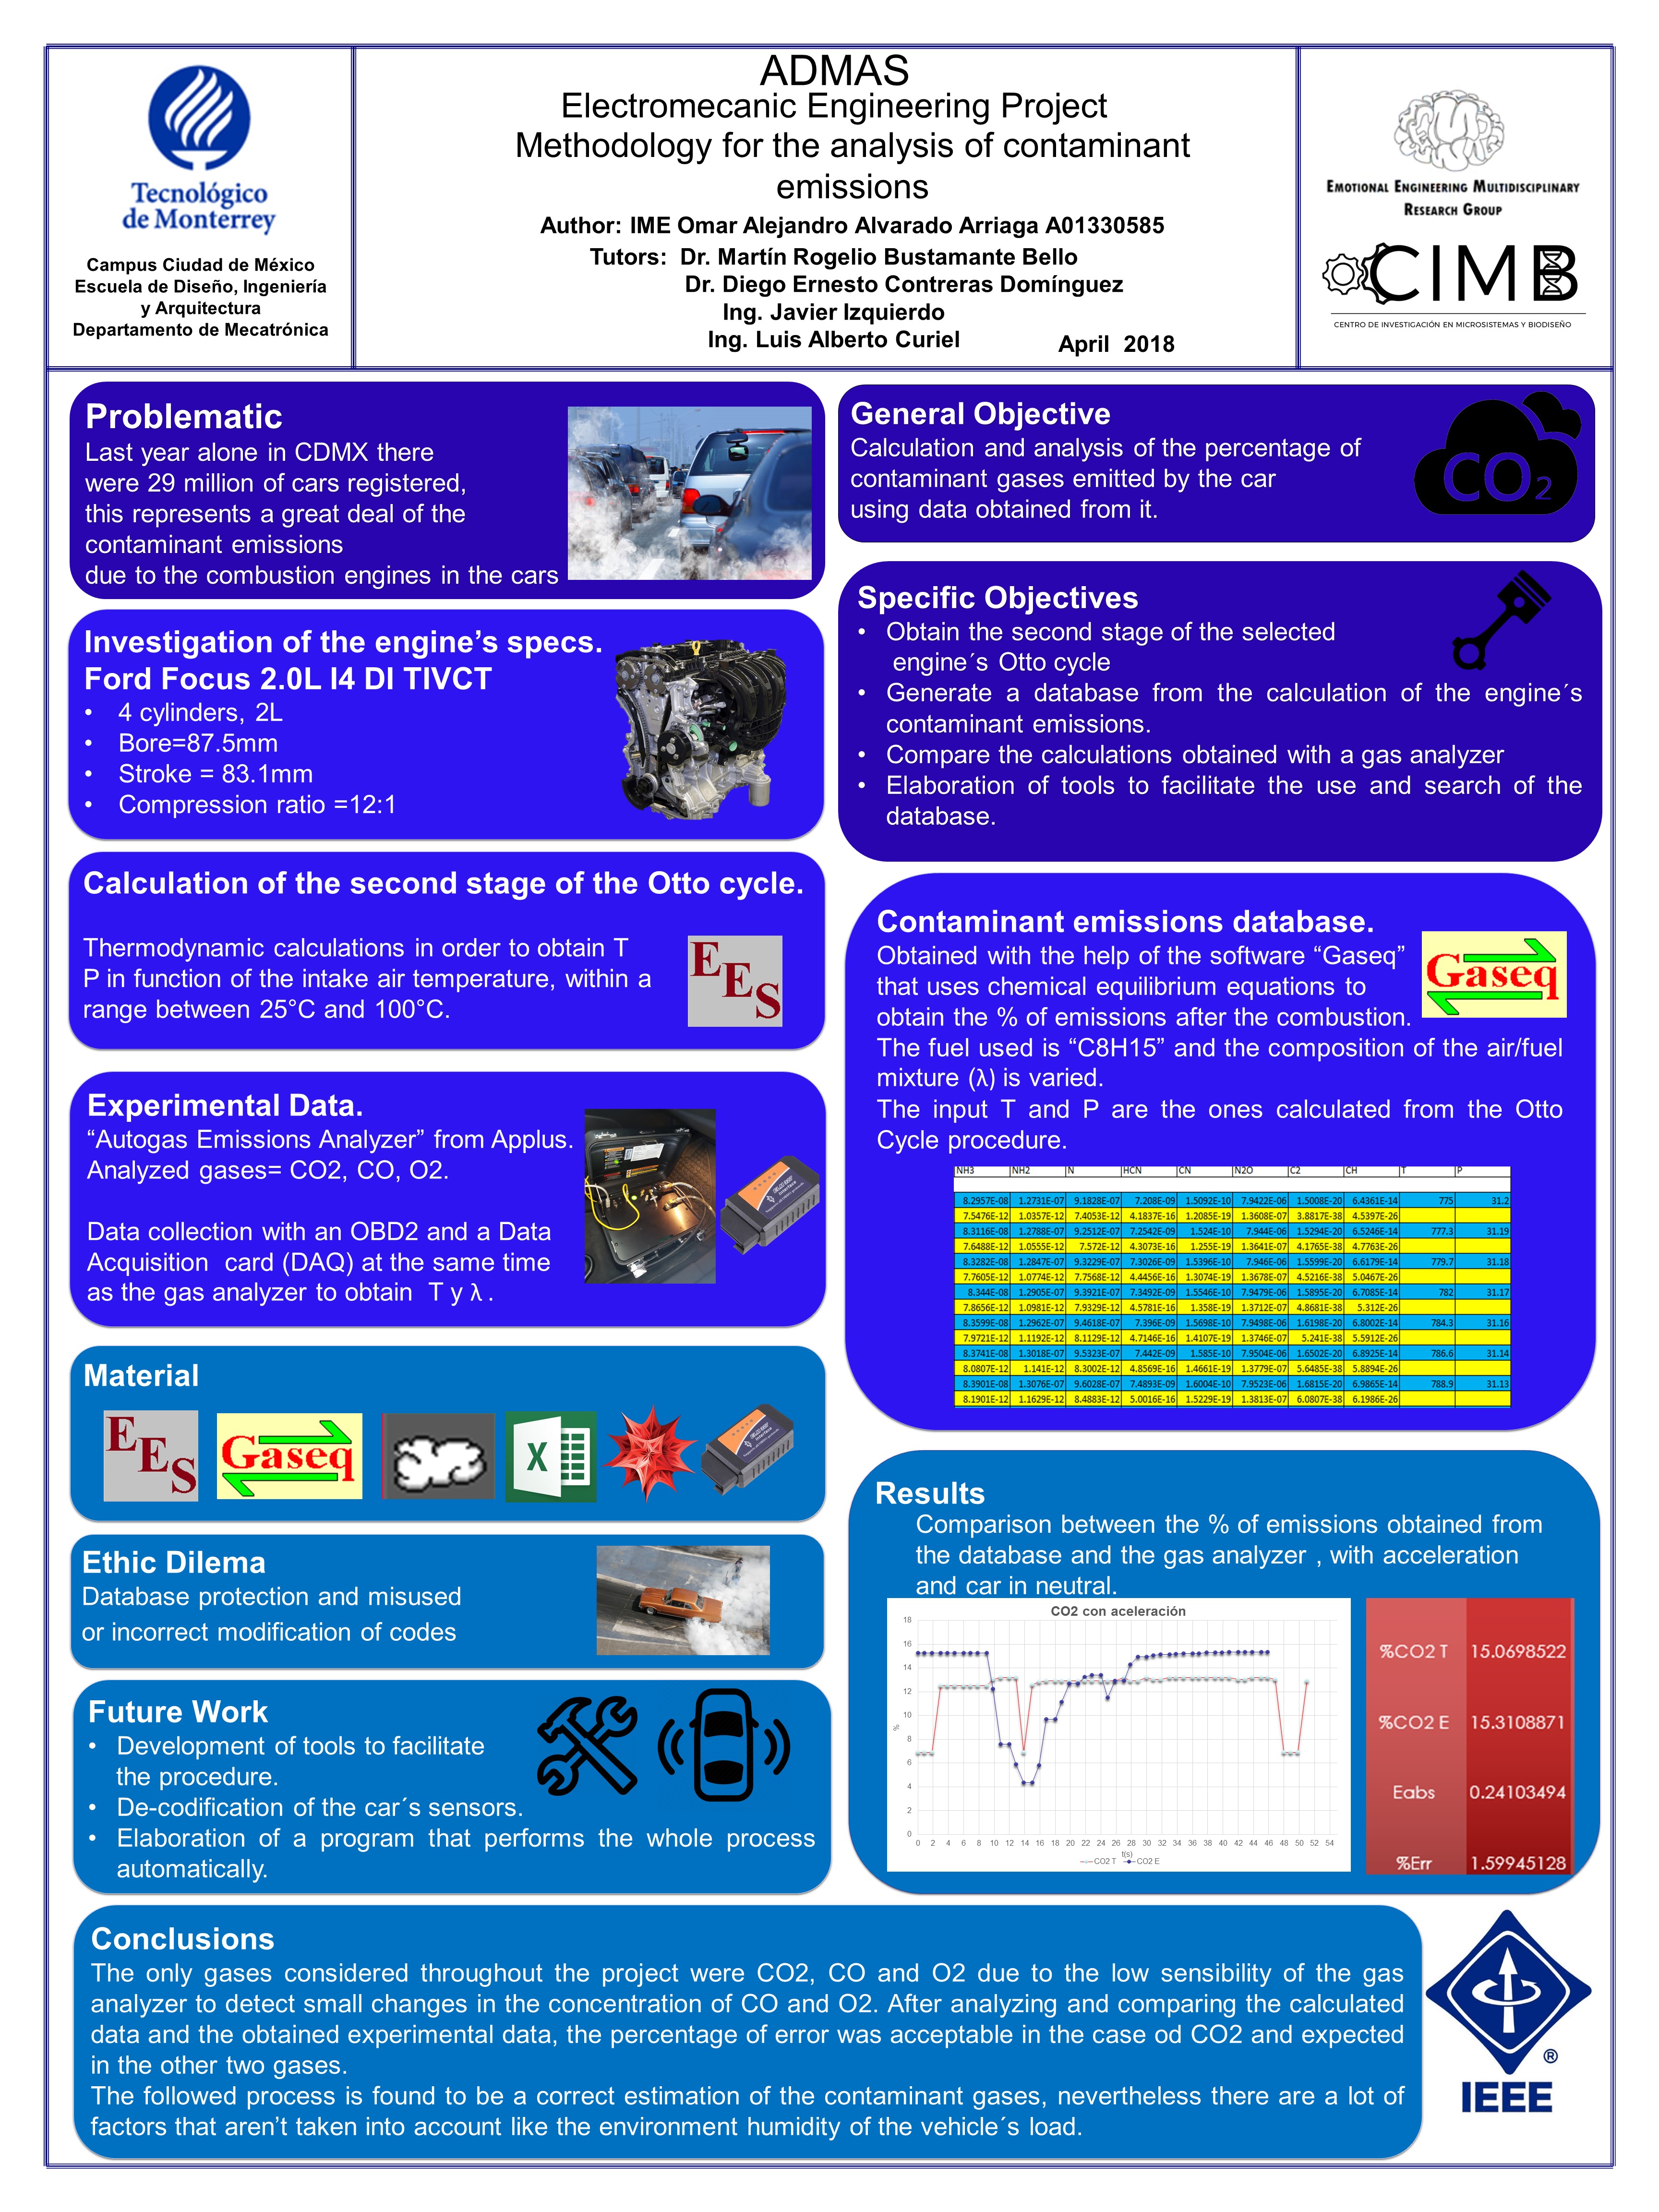 Tecnológico
de Monterrey
Campus Ciudad de México
Escuela de Diseño, Ingeniería
y Arquitectura
Departamento de Mecatrónica
ADMAS
Electromecanic Engineering Project
Methodology for the analysis of contaminant
emissions
Author: IME Omar Alejandro Alvarado Arriaga A01330585
Tutors: Dr. Martín Rogelio Bustamante Bello
Dr. Diego Ernesto Contreras Domínguez
Ing. Javier Izquierdo
Ing. Luis Alberto Curiel
April 2018
EMOTIONAL ENGINEERING MULTIDISCIPLINARY
RESEARCH GROUP
CIMB
CENTRO DE INVESTIGACIÓN EN MICROSISTEMAS Y BIODISEÑO
Problematic
Last year alone in CDMX there
were 29 million of cars registered,
this represents a great deal of the
contaminant emissions
due to the combustion engines in the cars
Investigation of the engine’s specs.
Ford Focus 2.0L I4 DI TIVCT
• 4 cylinders, 2L
• Bore=87.5mm
• Stroke = 83.1mm
• Compression ratio =12:1
Calculation of the second stage of the Otto cycle.
Thermodynamic calculations in order to obtain T
P in function of the intake air temperature, within a
range between 25°C and 100°C.
EES
Experimental Data.
“Autogas Emissions Analyzer” from Applus.
Analyzed gases= CO2, CO, O2.
Data collection with an OBD2 and a Data
Acquisition card (DAQ) at the same time
as the gas analyzer to obtain T y λ .
Material
EES
Gaseq
X
Ethic Dilema
Database protection and misused
or incorrect modification of codes
Future Work
• Development of tools to facilitate
the procedure.
• De-codification of the car´s sensors.
• Elaboration of a program that performs the whole process
automatically.
General Objective
Calculation and analysis of the percentage of
contaminant gases emitted by the car
using data obtained from it.
CO2
Specific Objectives
• Obtain the second stage of the selected
engine´s Otto cycle
• Generate a database from the calculation of the engine´s
contaminant emissions.
• Compare the calculations obtained with a gas analyzer
• Elaboration of tools to facilitate the use and search of the
database.
Contaminant emissions database.
Obtained with the help of the software “Gaseq”
that uses chemical equilibrium equations to
obtain the % of emissions after the combustion.
The fuel used is “C8H15” and the composition of the air/fuel
mixture (λ) is varied.
The input T and P are the ones calculated from the Otto
Cycle procedure.
Gaseq
NH3 NH2 N HCN CN N2O C2 CH T P
8.2957E-08 1.2731E-07 9.1828E-07 7.208E-09 1.5092E-10 7.9422E-06 1.5008E-20 6.4361E-14 775 31.2
7.5476E-12 1.0357E-12 7.4053E-12 4.1837E-16 1.2085E-19 1.3608E-07 3.8817E-38 4.5397E-26
8.3116E-08 1.2788E-07 9.2512E-07 7.2542E-09 1.524E-10 7.944E-06 1.5294E-20 6.5246E-14 777.3 31.19
7.6488E-12 1.0555E-12 7.572E-12 4.3073E-16 1.255E-19 1.3641E-07 4.1765E-38 4.7763E-26
8.3282E-08 1.2847E-07 9.3229E-07 7.3026E-09 1.5396E-10 7.946E-06 1.5599E-20 6.6179E-14 779.7 31.18
7.7605E-12 1.0774E-12 7.7568E-12 4.4456E-16 1.3074E-19 1.3678E-07 4.5216E-38 5.0467E-26
8.344E-08 1.2905E-07 9.3921E-07 7.3492E-09 1.5546E-10 7.9479E-06 1.5895E-20 6.7085E-14 782 31.17
7.8656E-12 1.0981E-12 7.9329E-12 4.5781E-16 1.358E-19 1.3712E-07 4.8681E-38 5.312E-26
8.3599E-08 1.2962E-07 9.4618E-07 7.396E-09 1.5698E-10 7.9498E-06 1.6198E-20 6.8002E-14 784.3 31.16
7.9721E-12 1.1192E-12 8.1129E-12 4.7146E-16 1.4107E-19 1.3746E-07 5.241E-38 5.5912E-26
8.3741E-08 1.3018E-07 9.5323E-07 7.442E-09 1.585E-10 7.9504E-06 1.6502E-20 6.8925E-14 786.6 31.14
8.0807E-12 1.141E-12 8.3002E-12 4.8569E-16 1.4661E-19 1.3779E-07 5.6485E-38 5.8894E-26
8.3901E-08 1.3076E-07 9.6028E-07 7.4893E-09 1.6004E-10 7.9523E-06 1.6815E-20 6.9865E-14 788.9 31.13
8.1901E-12 1.1629E-12 8.4883E-12 5.0016E-16 1.5229E-19 1.3813E-07 6.0807E-38 6.1986E-26
Results
Comparison between the % of emissions obtained from
the database and the gas analyzer , with acceleration
and car in neutral.
CO2 con aceleración
18
16
14
12
10
8
6
4
2
0
%
0 2 4 6 8 10 12 14 16 18 20 22 24 26 28 30 32 34 36 38 40 42 44 46 48 50 52 54
t(s)
CO2 T CO2 E
%CO2 T 15.0698522
%CO2 E 15.3108871
Eabs 0.24103494
%Err 1.59945128
Conclusions
The only gases considered throughout the project were CO2, CO and O2 due to the low sensibility of the gas
analyzer to detect small changes in the concentration of CO and O2. After analyzing and comparing the calculated
data and the obtained experimental data, the percentage of error was acceptable in the case od CO2 and expected
in the other two gases.
The followed process is found to be a correct estimation of the contaminant gases, nevertheless there are a lot of
factors that aren’t taken into account like the environment humidity of the vehicle´s load.
®
IEEE